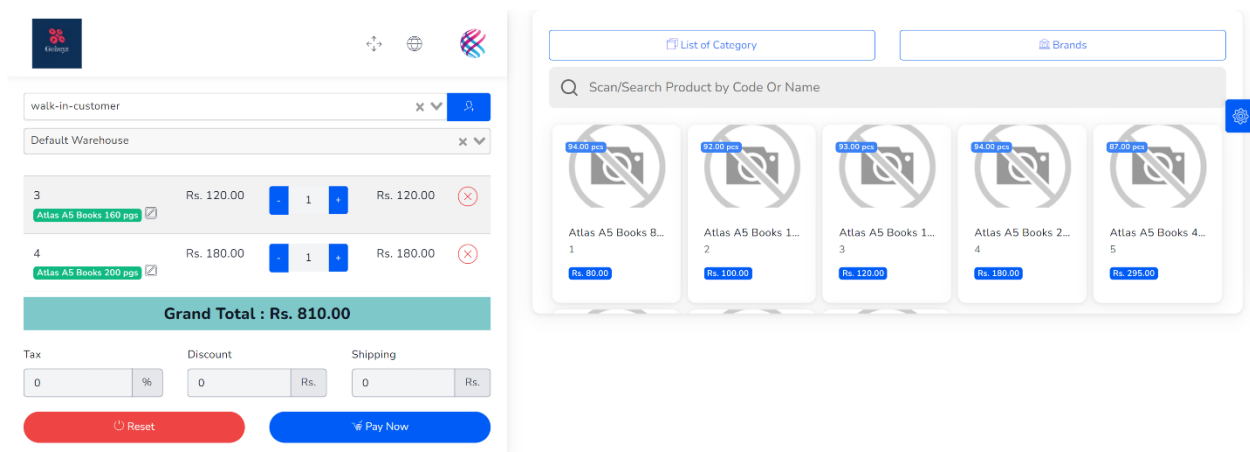 Gobeyz
walk-in-customer
Default Warehouse
3 Rs. 120.00 - 1 + Rs. 120.00
Atlas A5 Books 160 pgs
4 Rs. 180.00 - 1 + Rs. 180.00
Atlas A5 Books 200 pgs
Grand Total : Rs. 810.00
Tax Discount Shipping
0 % 0 Rs. 0 Rs.
Reset Pay Now
List of Category Brands
Scan/Search Product by Code Or Name
94.00 pcs 92.00 pcs 93.00 pcs 94.00 pcs 87.00 pcs
Atlas A5 Books 8... Atlas A5 Books 1... Atlas A5 Books 1... Atlas A5 Books 2... Atlas A5 Books 4...
1 2 3 4 5
Rs. 80.00 Rs. 100.00 Rs. 120.00 Rs. 180.00 Rs. 295.00